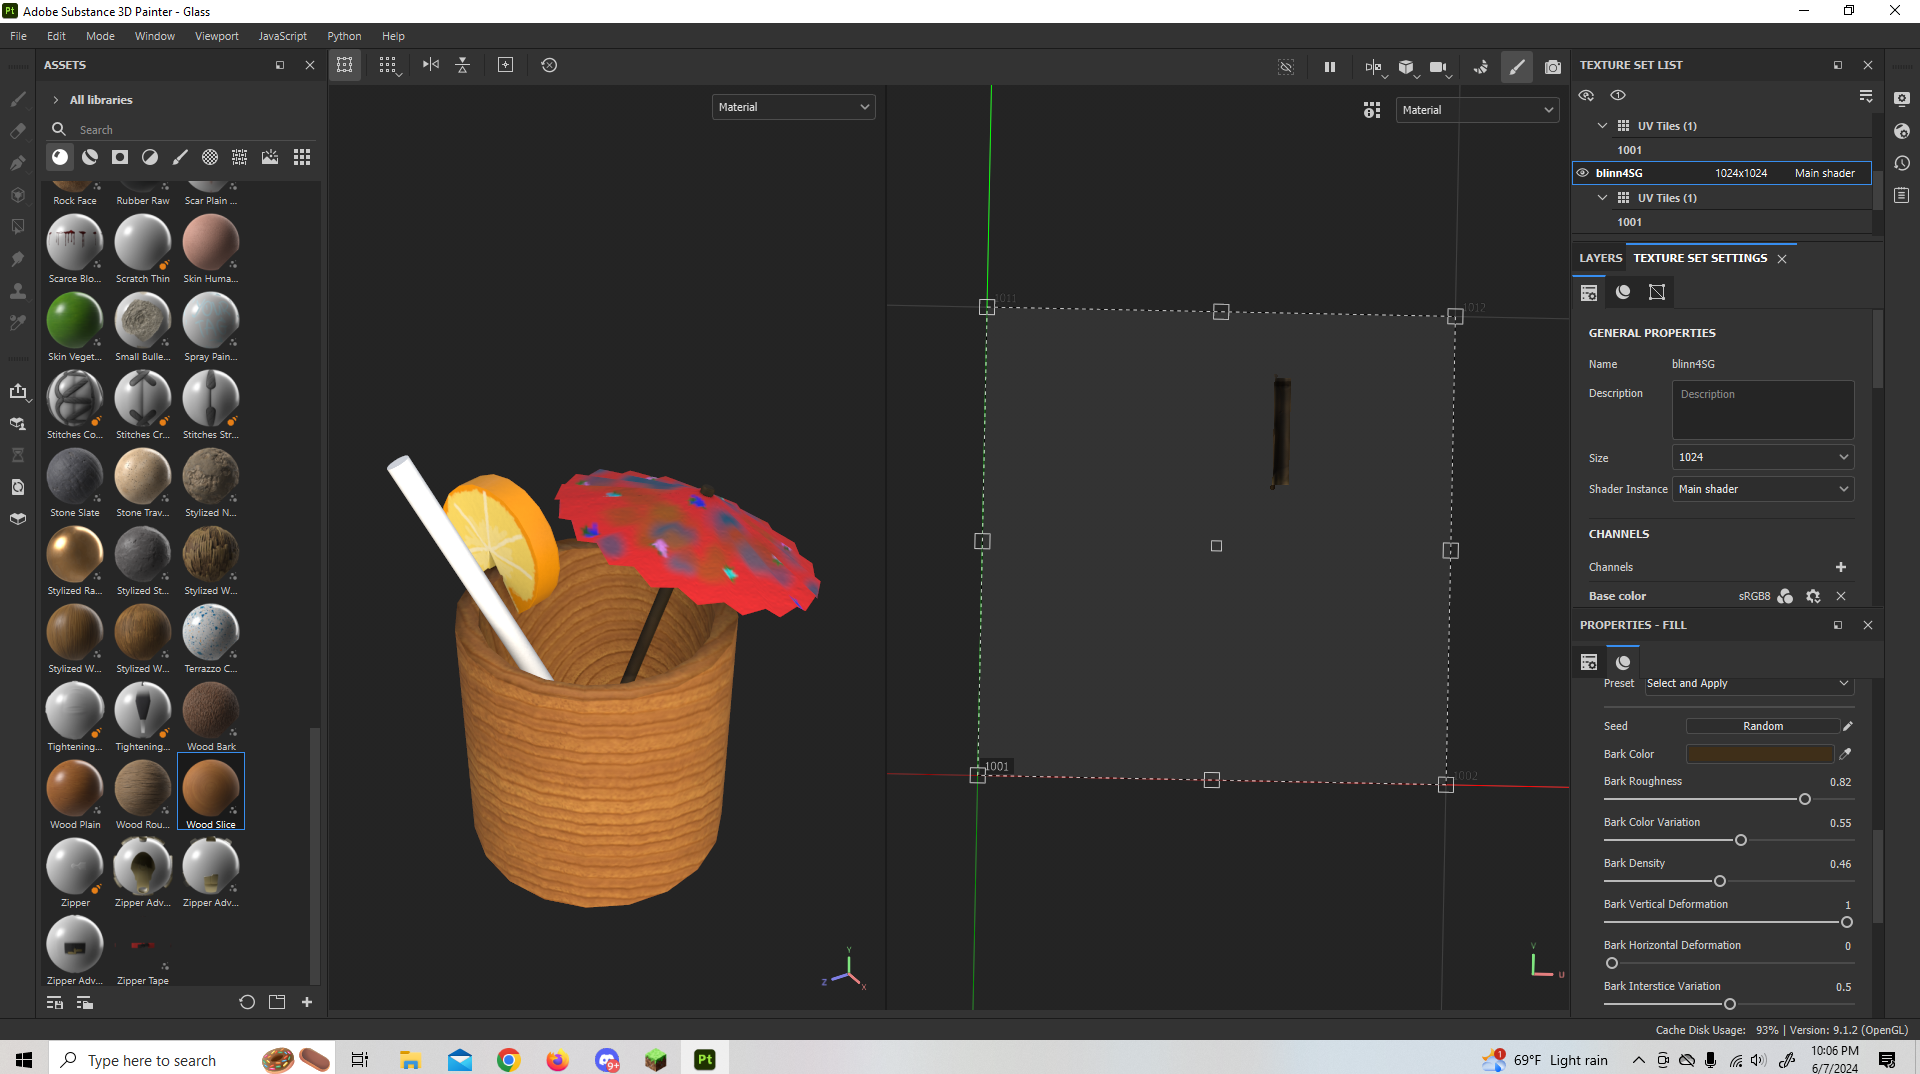 Pt Adobe Substance 3D Painter - Glass
File Edit Mode Window Viewport JavaScript Python Help
ASSETS
All libraries
Search
Rock Face Rubber Raw Scar Plain ...
Scarce Blo... Scratch Thin Skin Huma...
Skin Veget... Small Bulle... Spray Pain...
Stitches Co... Stitches Cr... Stitches Str...
Stone Slate Stone Trav... Stylized N...
Stylized Ra... Stylized St... Stylized W...
Stylized W... Stylized W... Terrazzo C...
Tightening... Tightening... Wood Bark
Wood Plain Wood Rou... Wood Slice
Zipper Zipper Adv... Zipper Adv...
Zipper Adv... Zipper Tape
Material
Y
Z
X
Material
1011
1012
1001
1002
V
U
TEXTURE SET LIST
UV Tiles (1)
1001
blinn4SG 1024x1024 Main shader
UV Tiles (1)
1001
LAYERS TEXTURE SET SETTINGS
GENERAL PROPERTIES
Name blinn4SG
Description Description
Size 1024
Shader Instance Main shader
CHANNELS
Channels
Base color sRGB8
PROPERTIES - FILL
Preset Select and Apply
Seed Random
Bark Color
Bark Roughness 0.82
Bark Color Variation 0.55
Bark Density 0.46
Bark Vertical Deformation 1
Bark Horizontal Deformation 0
Bark Interstice Variation 0.5
Cache Disk Usage: 93% | Version: 9.1.2 (OpenGL)
Type here to search
9+
Pt
1
69°F Light rain
10:06 PM
6/7/2024